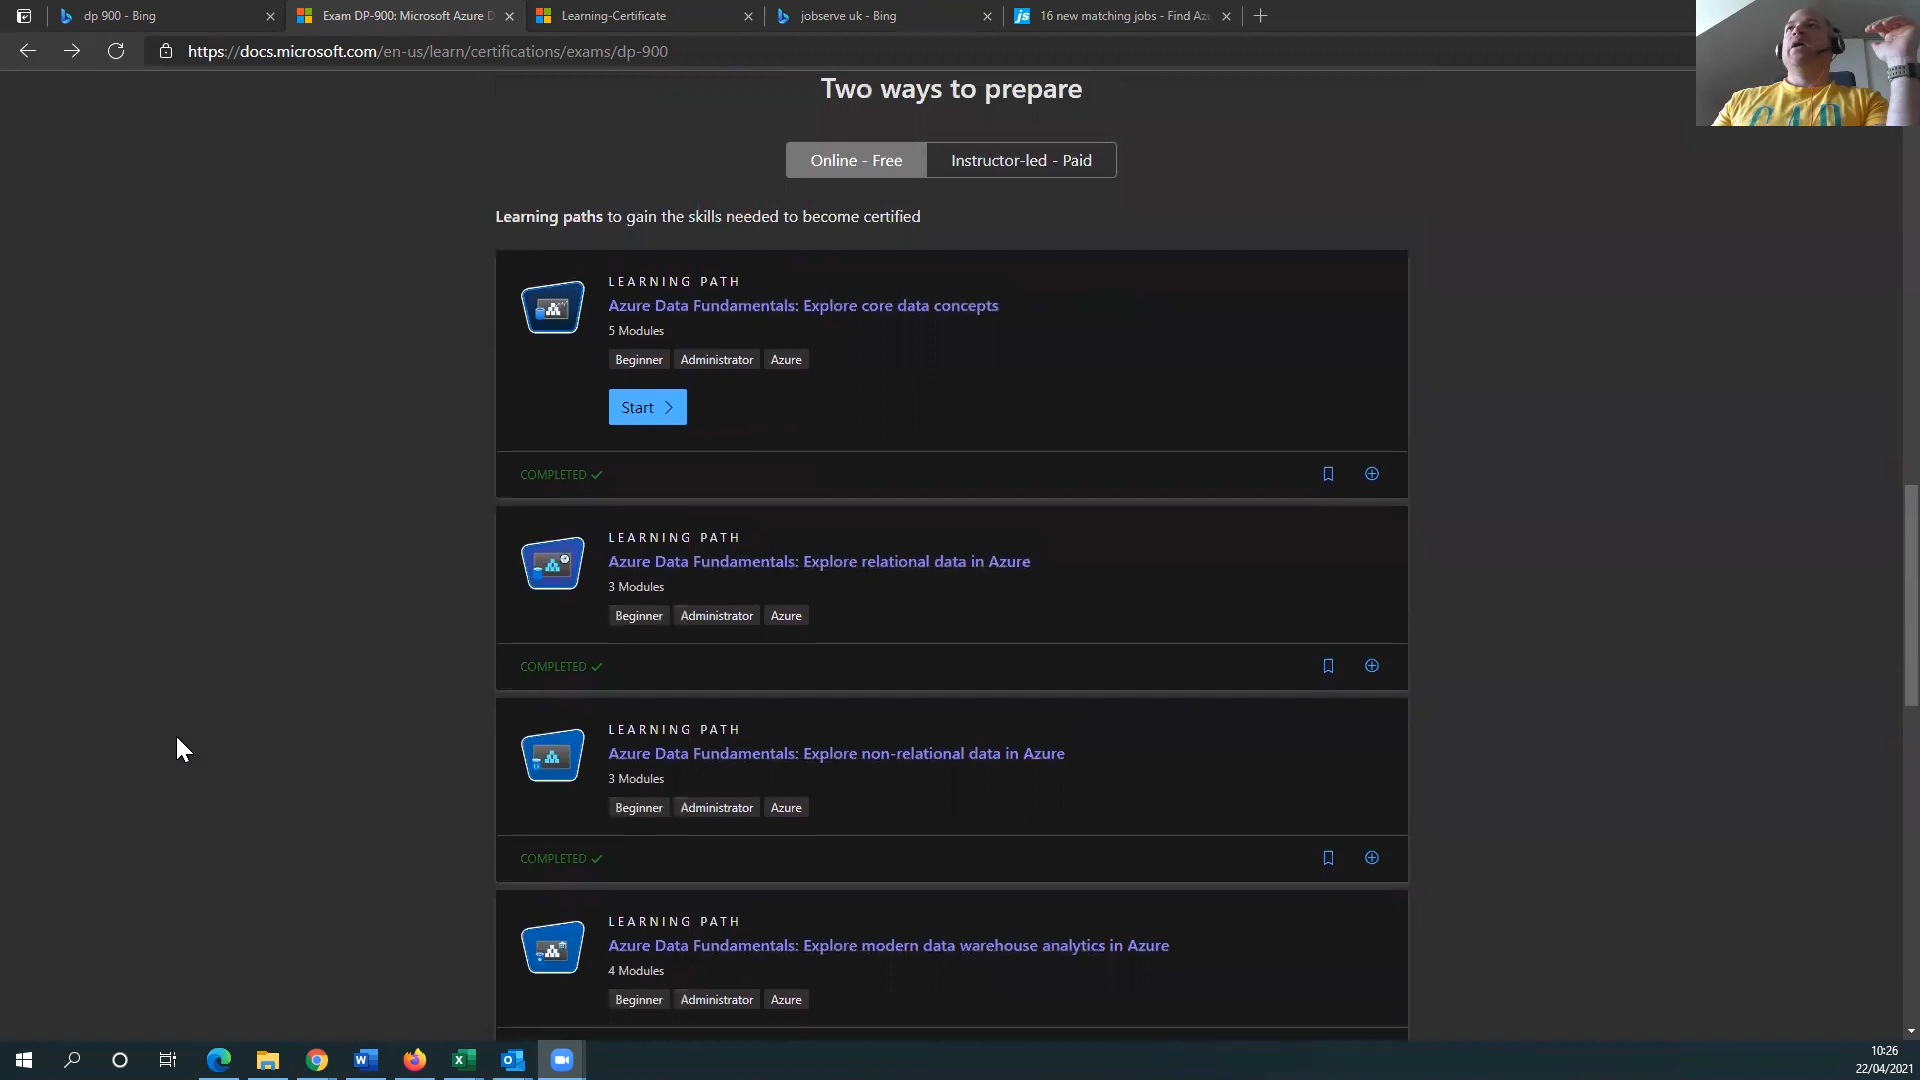 dp 900 - Bing
Exam DP-900: Microsoft Azure D
Learning-Certificate
jobserve uk - Bing
js
16 new matching jobs - Find Az
https://docs.microsoft.com/en-us/learn/certifications/exams/dp-900
Two ways to prepare
Online - Free
Instructor-led - Paid
Learning paths to gain the skills needed to become certified
LEARNING PATH
Azure Data Fundamentals: Explore core data concepts
5 Modules
Beginner Administrator Azure
Start
COMPLETED
LEARNING PATH
Azure Data Fundamentals: Explore relational data in Azure
3 Modules
Beginner Administrator Azure
COMPLETED
LEARNING PATH
Azure Data Fundamentals: Explore non-relational data in Azure
3 Modules
Beginner Administrator Azure
COMPLETED
LEARNING PATH
Azure Data Fundamentals: Explore modern data warehouse analytics in Azure
4 Modules
Beginner Administrator Azure
10:26
22/04/2021